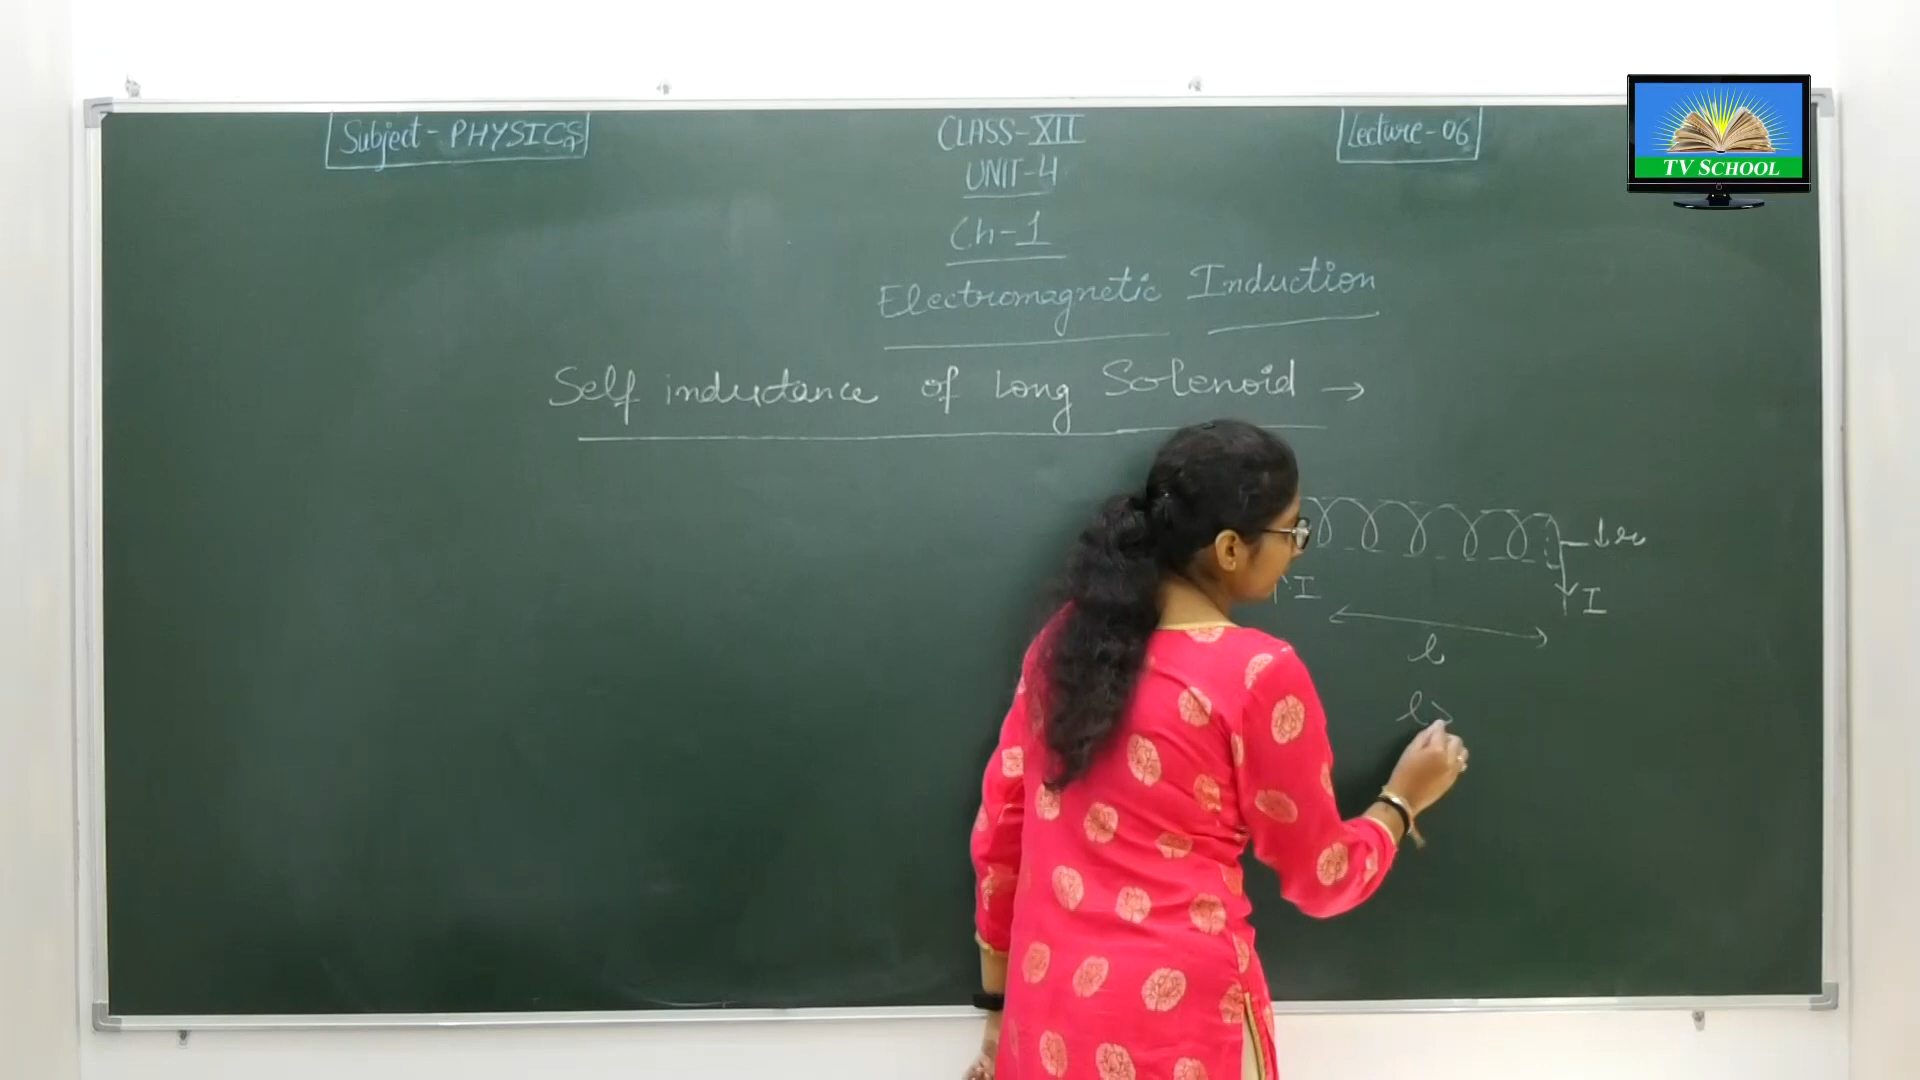 Subject - PHYSICS
CLASS-XII
Lecture-06
TV SCHOOL
UNIT-4
Ch-1
Electromagnetic Induction
Self inductance of Long Solenoid →
↓r
I
I
l
l>